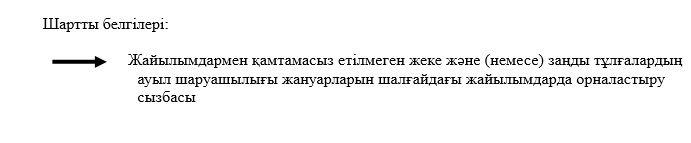 Шартты белгілері:
Жайылымдармен қамтамасыз етілмеген жеке және (немесе) заңды тұлғалардың
ауыл шаруашылығы жануарларын шалғайдағы жайылымдарда орналастыру
сызбасы